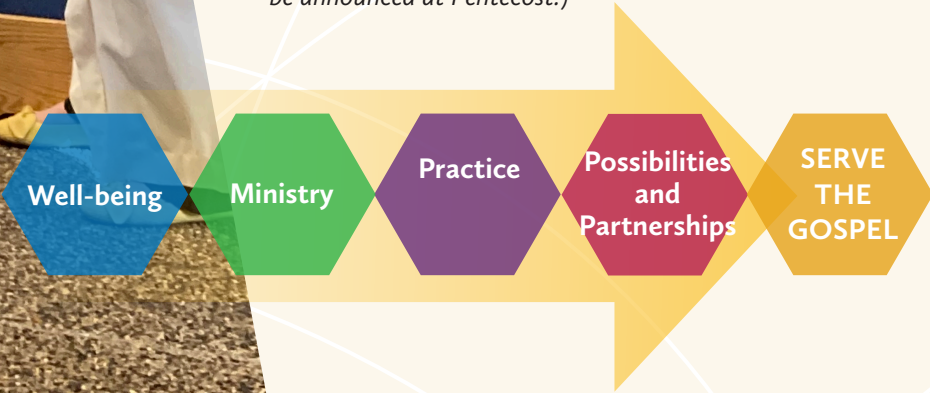 be announced at Pentecost.)
Well-being
Ministry
Practice
Possibilities
and
Partnerships
SERVE
THE
GOSPEL